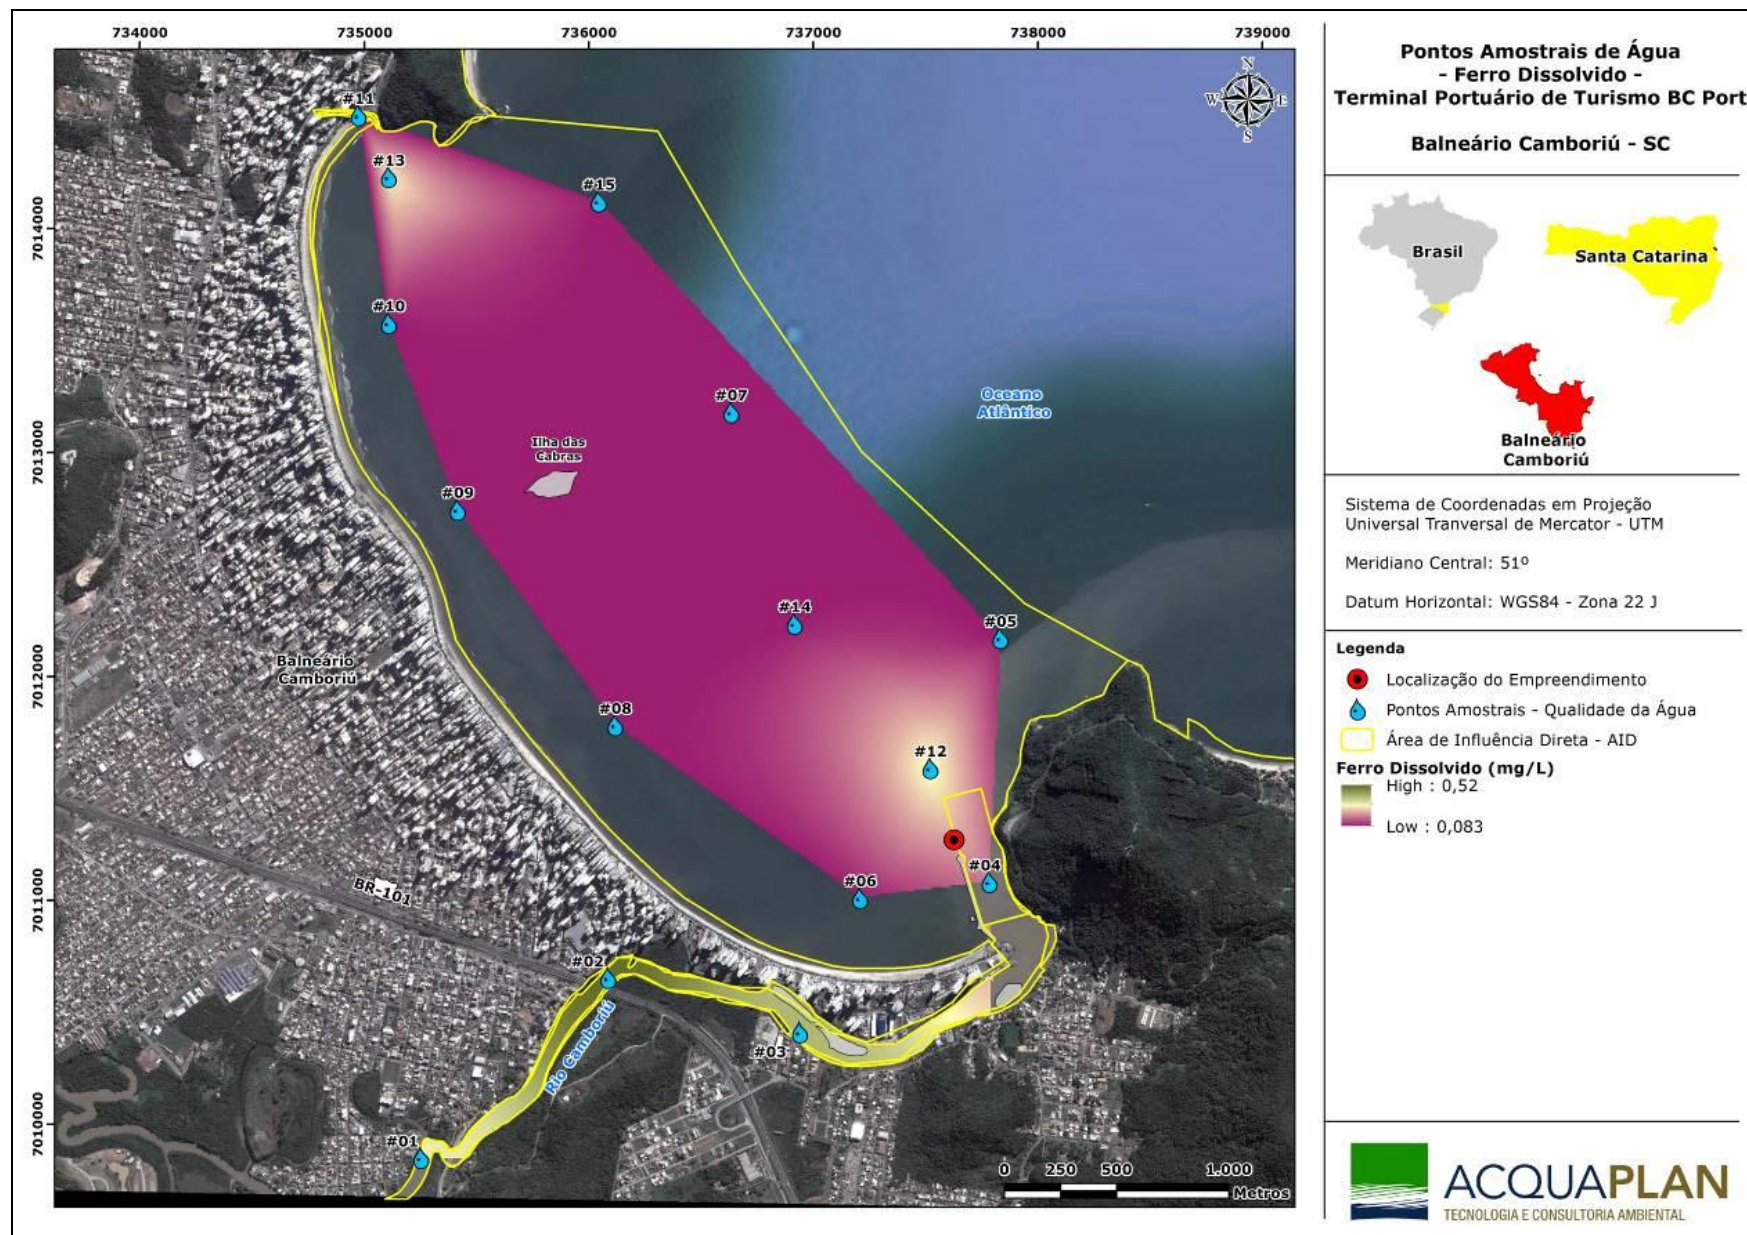 734000
735000
736000
737000
738000
739000
7014000
7013000
7012000
7011000
7010000
N
W
E
S
#11
#13
#15
#10
#07
Oceano
Atlântico
Ilha das
Cabras
#09
#14
#05
Balneário
Camboriú
#08
#12
#04
#06
BR-101
#02
#03
Rio Camboriú
#01
0 250 500 1.000
Metros
Pontos Amostrais de Água
- Ferro Dissolvido -
Terminal Portuário de Turismo BC Port
Balneário Camboriú - SC
Brasil
Santa Catarina
Balneário
Camboriú
Sistema de Coordenadas em Projeção
Universal Tranversal de Mercator - UTM
Meridiano Central: 51º
Datum Horizontal: WGS84 - Zona 22 J
Legenda
Localização do Empreendimento
Pontos Amostrais - Qualidade da Água
Área de Influência Direta - AID
Ferro Dissolvido (mg/L)
High : 0,52
Low : 0,083
ACQUAPLAN
TECNOLOGIA E CONSULTORIA AMBIENTAL